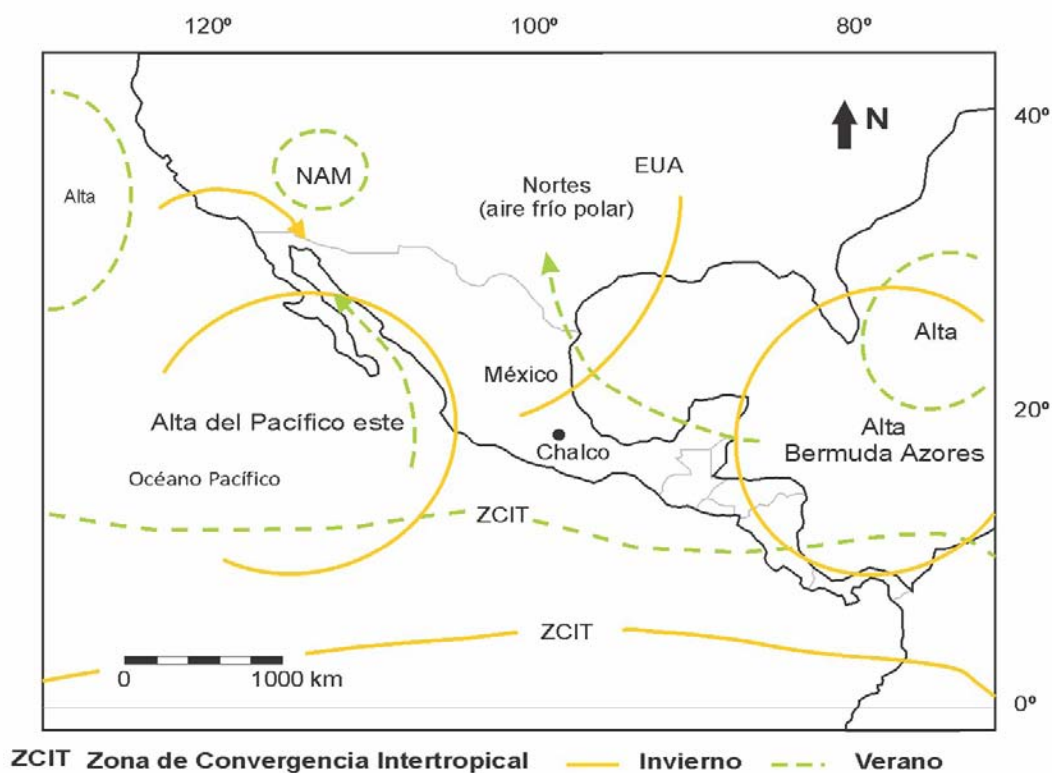 120º 100º 80º
40º
N
EUA
NAM
Nortes
(aire frío polar)
Alta
Alta
México
20º
Alta del Pacífico este
Alta
Bermuda Azores
Chalco
Océano Pacífico
ZCIT
ZCIT
0 1000 km
0º
ZCIT Zona de Convergencia Intertropical Invierno Verano